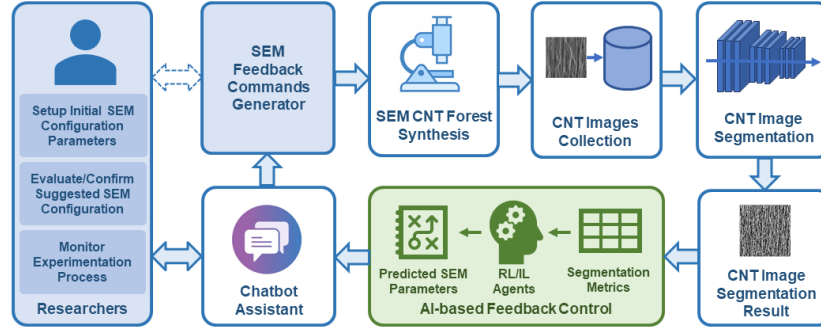 Setup Initial SEM
Configuration
Parameters
Evaluate/Confirm
Suggested SEM
Configuration
Monitor
Experimentation
Process
Researchers
SEM
Feedback
Commands
Generator
SEM CNT Forest
Synthesis
CNT Images
Collection
CNT Image
Segmentation
CNT Image
Segmentation
Result
Segmentation
Metrics
RL/IL
Agents
Predicted SEM
Parameters
AI-based Feedback Control
Chatbot
Assistant